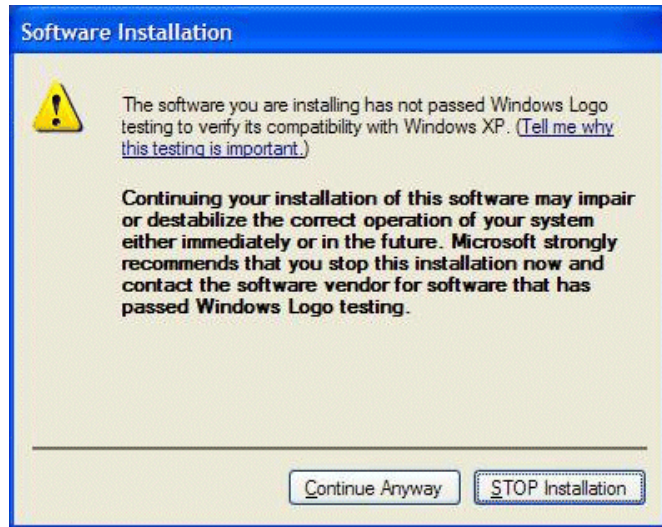 Software Installation
The software you are installing has not passed Windows Logo
testing to verify its compatibility with Windows XP. (Tell me why
this testing is important.)
Continuing your installation of this software may impair
or destabilize the correct operation of your system
either immediately or in the future. Microsoft strongly
recommends that you stop this installation now and
contact the software vendor for software that has
passed Windows Logo testing.
Continue Anyway
STOP Installation